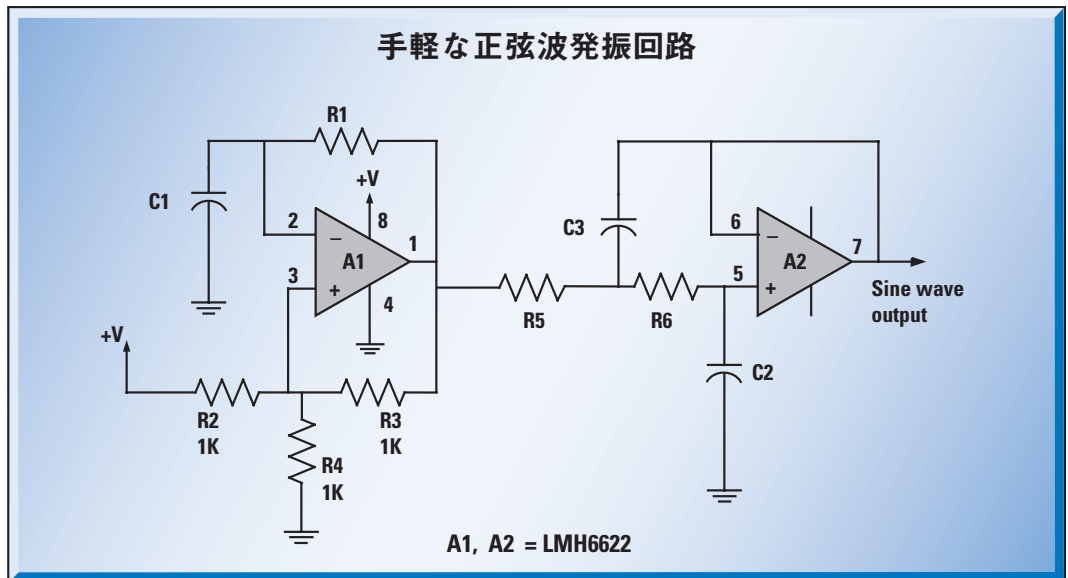 手軽な正弦波発振回路
R1
+V
C1
2
8
1
−
A1
3
+
4
+V
R2
1K
R3
1K
R4
1K
R5
C3
R6
6
−
7
A2
5
+
Sine wave
output
C2
A1, A2 = LMH6622